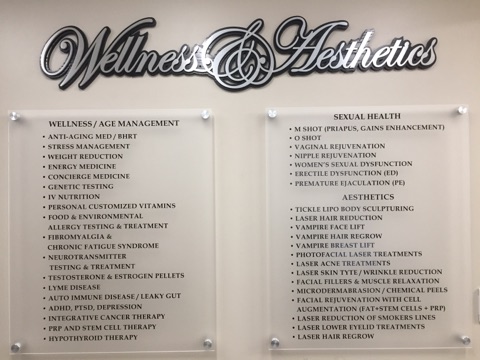 Wellness & Aesthetics
WELLNESS / AGE MANAGEMENT
• ANTI-AGING MED / BHRT
• STRESS MANAGEMENT
• WEIGHT REDUCTION
• ENERGY MEDICINE
• CONCIERGE MEDICINE
• GENETIC TESTING
• IV NUTRITION
• PERSONAL CUSTOMIZED VITAMINS
• FOOD & ENVIRONMENTAL
ALLERGY TESTING & TREATMENT
• FIBROMYALGIA &
CHRONIC FATIGUE SYNDROME
• NEUROTRANSMITTER
TESTING & TREATMENT
• TESTOSTERONE & ESTROGEN PELLETS
• LYME DISEASE
• AUTO IMMUNE DISEASE / LEAKY GUT
• ADHD, PTSD, DEPRESSION
• INTEGRATIVE CANCER THERAPY
• PRP AND STEM CELL THERAPY
• HYPOTHYROID THERAPY
SEXUAL HEALTH
• M SHOT (PRIAPUS, GAINS ENHANCEMENT)
• O SHOT
• VAGINAL REJUVENATION
• NIPPLE REJUVENATION
• WOMEN'S SEXUAL DYSFUNCTION
• ERECTILE DYSFUNCTION (ED)
• PREMATURE EJACULATION (PE)
AESTHETICS
• TICKLE LIPO BODY SCULPTURING
• LASER HAIR REDUCTION
• VAMPIRE FACE LIFT
• VAMPIRE HAIR REGROW
• VAMPIRE BREAST LIFT
• PHOTOFACIAL LASER TREATMENTS
• LASER ACNE TREATMENTS
• LASER SKIN TYTE / WRINKLE REDUCTION
• FACIAL FILLERS & MUSCLE RELAXATION
• MICRODERMABRASION / CHEMICAL PEELS
• FACIAL REJUVENATION WITH CELL
AUGMENTATION (FAT+STEM CELLS + PRP)
• LASER REDUCTION OF SMOKERS LINES
• LASER LOWER EYELID TREATMENTS
• LASER HAIR REGROW